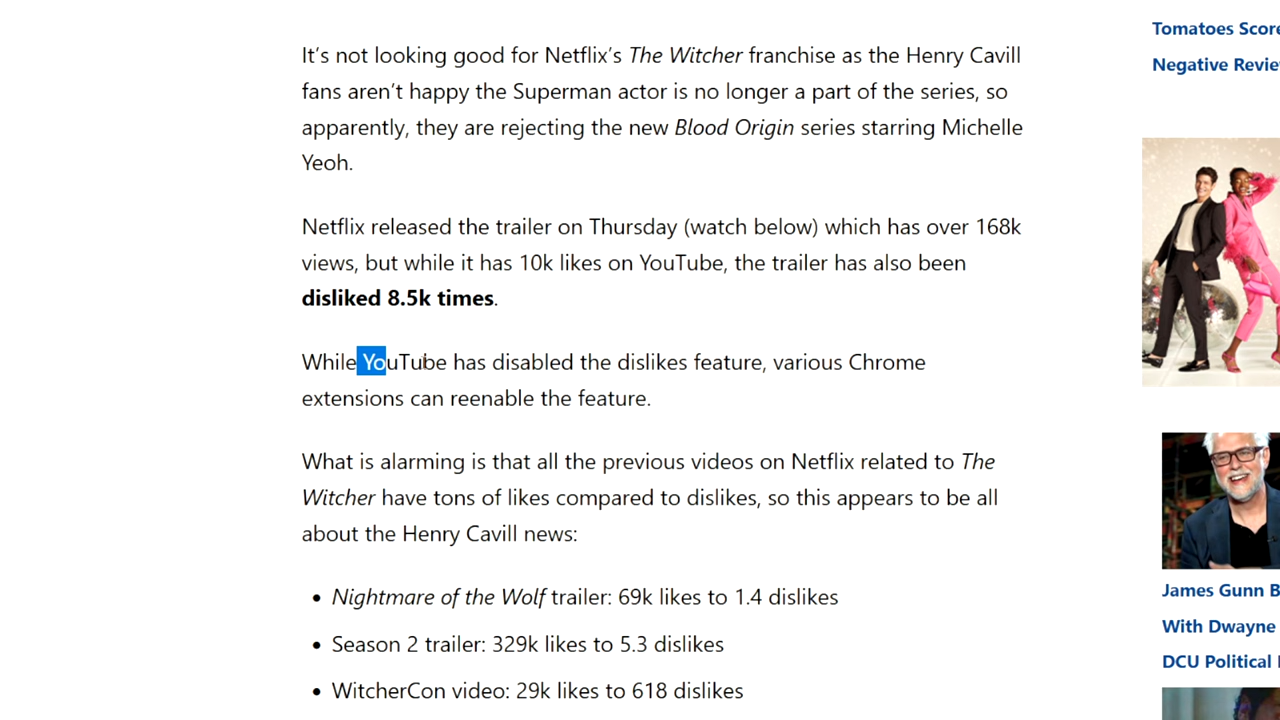 It's not looking good for Netflix's The Witcher franchise as the Henry Cavill
fans aren't happy the Superman actor is no longer a part of the series, so
apparently, they are rejecting the new Blood Origin series starring Michelle
Yeoh.
Netflix released the trailer on Thursday (watch below) which has over 168k
views, but while it has 10k likes on YouTube, the trailer has also been
disliked 8.5k times.
While YouTube has disabled the dislikes feature, various Chrome
extensions can reenable the feature.
What is alarming is that all the previous videos on Netflix related to The
Witcher have tons of likes compared to dislikes, so this appears to be all
about the Henry Cavill news:
• Nightmare of the Wolf trailer: 69k likes to 1.4 dislikes
• Season 2 trailer: 329k likes to 5.3 dislikes
• WitcherCon video: 29k likes to 618 dislikes
Tomatoes Score
Negative Revie
James Gunn B
With Dwayne
DCU Political